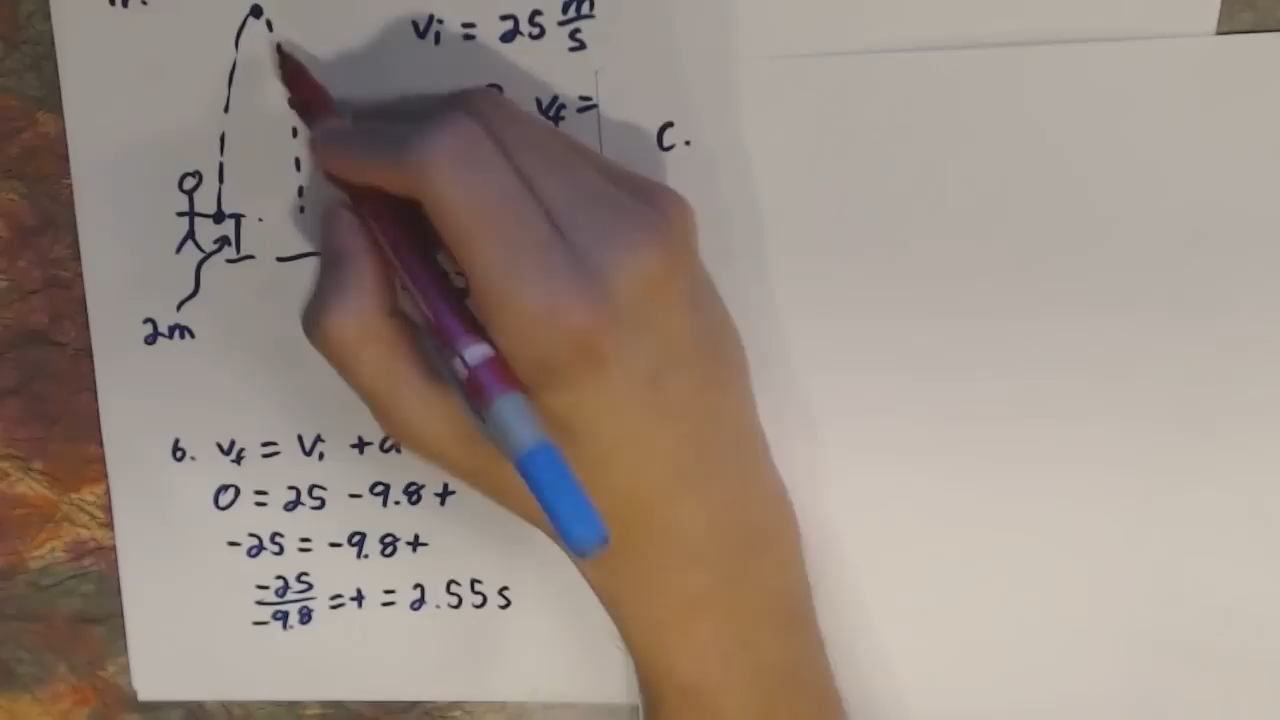 vi = 25 m/s
vf =
C.
2m
6. vf = vi + a
0 = 25 - 9.8t
-25 = -9.8t
-25/-9.8 = t = 2.55 s